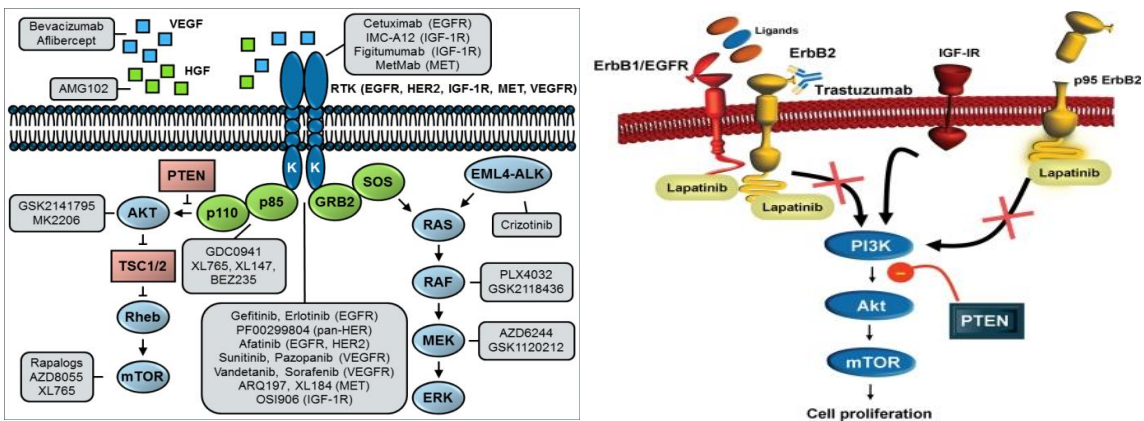 Bevacizumab
Aflibercept
VEGF
HGF
AMG102
Cetuximab (EGFR)
IMC-A12 (IGF-1R)
Figitumumab (IGF-1R)
MetMab (MET)
RTK (EGFR, HER2, IGF-1R, MET, VEGFR)
K
K
PTEN
SOS
EML4-ALK
GSK2141795
MK2206
AKT
p110
p85
GRB2
RAS
Crizotinib
TSC1/2
GDC0941
XL765, XL147,
BEZ235
RAF
PLX4032
GSK2118436
Rheb
Gefitinib, Erlotinib (EGFR)
PF00299804 (pan-HER)
Afatinib (EGFR, HER2)
Sunitinib, Pazopanib (VEGFR)
Vandetanib, Sorafenib (VEGFR)
ARQ197, XL184 (MET)
OSI906 (IGF-1R)
MEK
AZD6244
GSK1120212
Rapalogs
AZD8055
XL765
mTOR
ERK
Ligands
ErbB2
ErbB1/EGFR
IGF-IR
p95 ErbB2
Trastuzumab
Lapatinib
Lapatinib
Lapatinib
PI3K
Akt
PTEN
mTOR
Cell proliferation